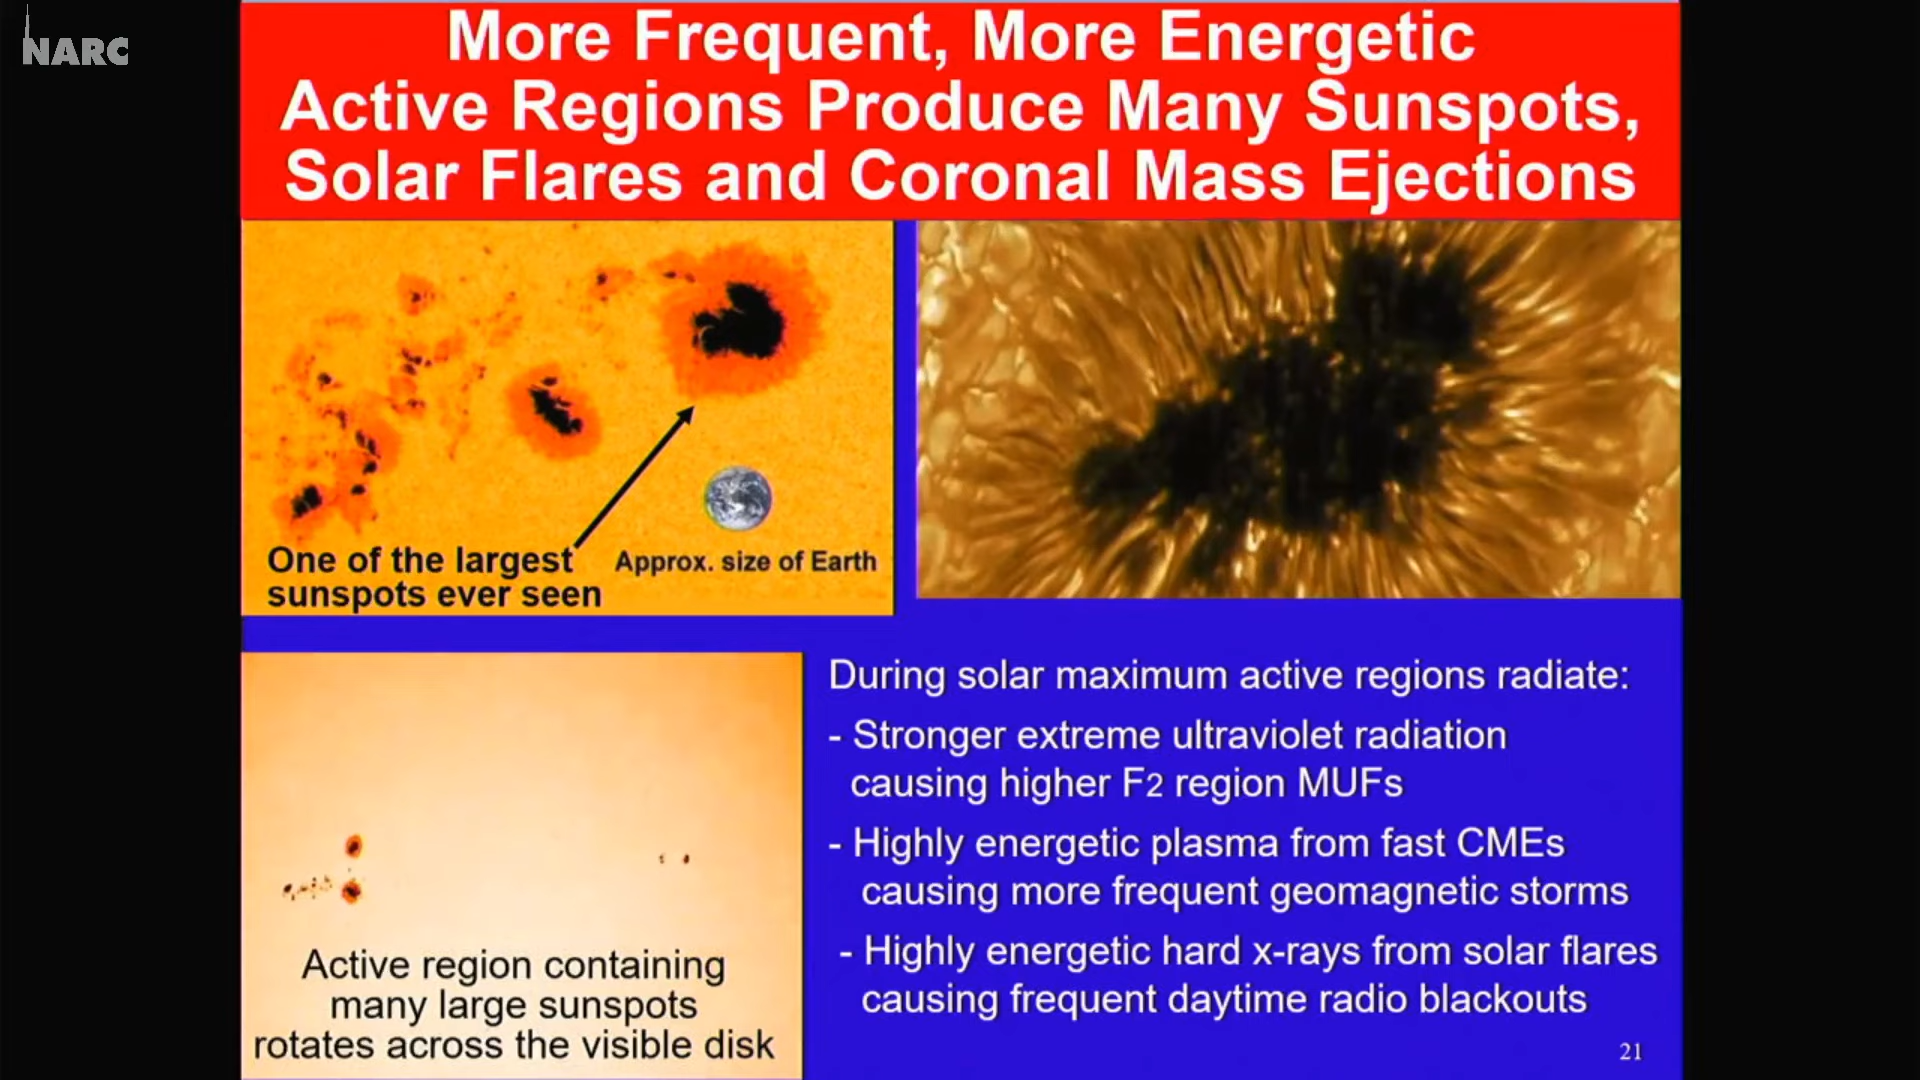 NARC
More Frequent, More Energetic
Active Regions Produce Many Sunspots,
Solar Flares and Coronal Mass Ejections
One of the largest
sunspots ever seen
Approx. size of Earth
During solar maximum active regions radiate:
- Stronger extreme ultraviolet radiation
causing higher F2 region MUFs
- Highly energetic plasma from fast CMEs
causing more frequent geomagnetic storms
- Highly energetic hard x-rays from solar flares
causing frequent daytime radio blackouts
Active region containing
many large sunspots
rotates across the visible disk
21